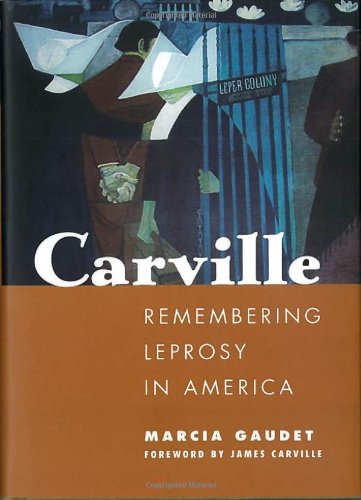 LEPER COLONY
Carville
REMEMBERING
LEPROSY
IN AMERICA
MARCIA GAUDET
FOREWORD BY JAMES CARVILLE